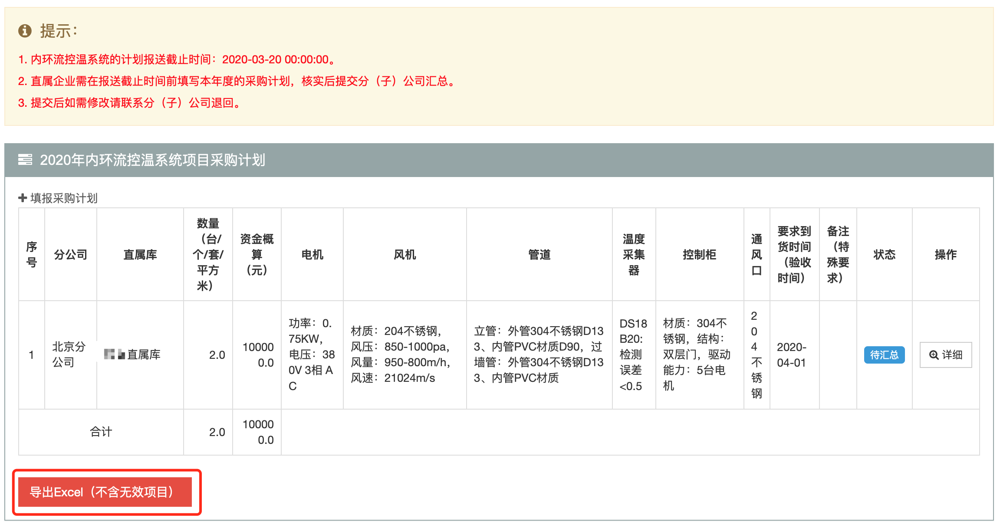 提示：
1. 内环流控温系统的计划报送截止时间：2020-03-20 00:00:00。
2. 直属企业需在报送截止时间前填写本年度的采购计划，核实后提交分（子）公司汇总。
3. 提交后如需修改请联系分（子）公司退回。
2020年内环流控温系统项目采购计划
填报采购计划
序
号
分公司
直属库
数量
（台/
个/套/
平方
米）
资金概
算
（元）
电机
风机
管道
温度
采集
器
控制柜
通
风
口
要求到
货时间
（验收
时间）
备注
（特
殊要
求）
状态
操作
1
北京分
公司
直属库
2.0
10000
0.0
功率：0.
75KW，
电压：38
0V 3相 A
C
材质：204不锈钢，
风压：850-1000pa，
风量：950-800m/h，
风速：21024m/s
立管：外管304不锈钢D13
3、内管PVC材质D90，过
墙管：外管304不锈钢D13
3、内管PVC材质
DS18
B20:
检测
误差
<0.5
材质：304不
锈钢，结构：
双层门，驱动
能力：5台电
机
2
0
4
不
锈
钢
2020-
04-01
待汇总
详细
合计
2.0
10000
0.0
导出Excel（不含无效项目）